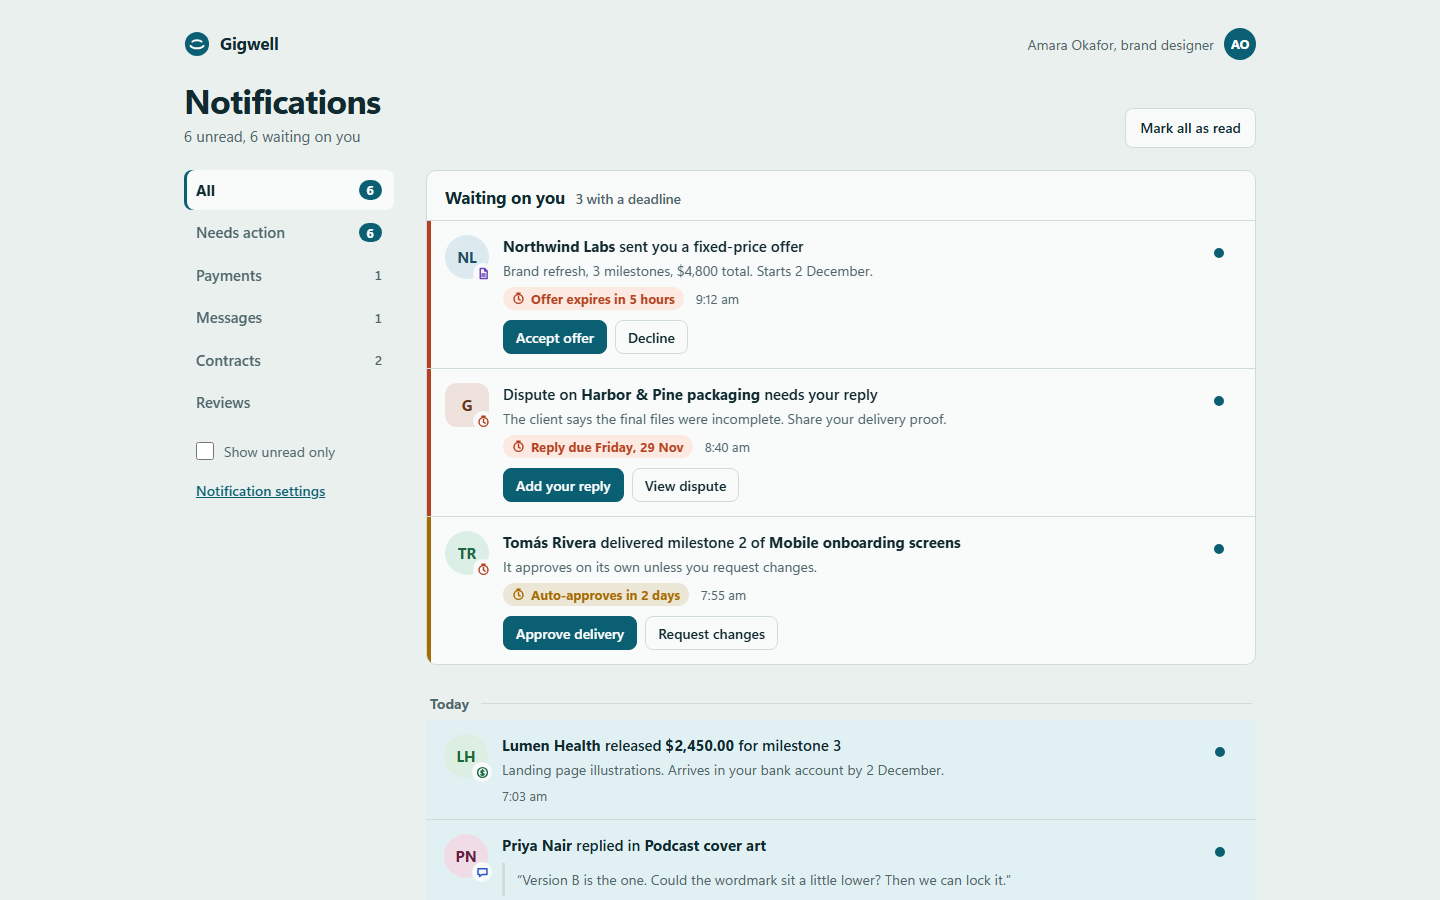 Gigwell
Amara Okafor, brand designer
AO
Notifications
6 unread, 6 waiting on you
Mark all as read
All 6
Needs action 6
Payments 1
Messages 1
Contracts 2
Reviews
Show unread only
Notification settings
Waiting on you 3 with a deadline
NL
Northwind Labs sent you a fixed-price offer
Brand refresh, 3 milestones, $4,800 total. Starts 2 December.
Offer expires in 5 hours 9:12 am
Accept offer Decline
G
Dispute on Harbor & Pine packaging needs your reply
The client says the final files were incomplete. Share your delivery proof.
Reply due Friday, 29 Nov 8:40 am
Add your reply View dispute
TR
Tomás Rivera delivered milestone 2 of Mobile onboarding screens
It approves on its own unless you request changes.
Auto-approves in 2 days 7:55 am
Approve delivery Request changes
Today
LH
Lumen Health released $2,450.00 for milestone 3
Landing page illustrations. Arrives in your bank account by 2 December.
7:03 am
PN
Priya Nair replied in Podcast cover art
“Version B is the one. Could the wordmark sit a little lower? Then we can lock it.”